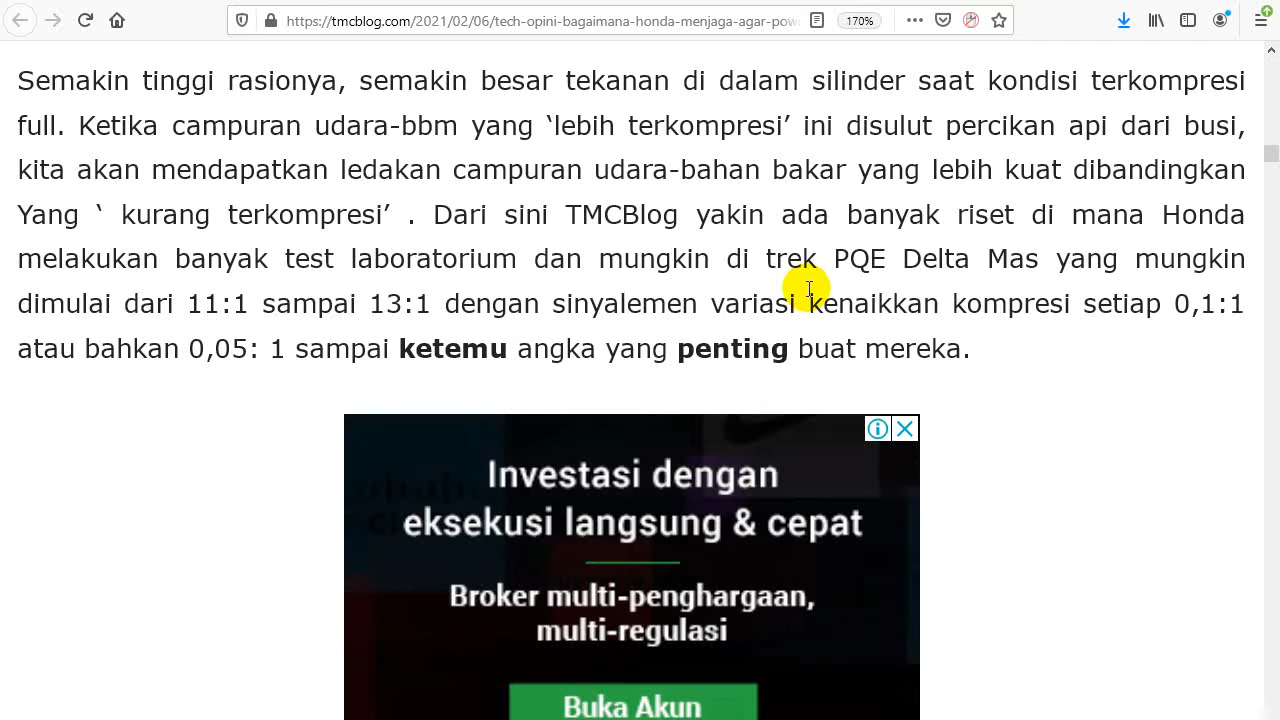 https://tmcblog.com/2021/02/06/tech-opini-bagaimana-honda-menjaga-agar-pow
170%
Semakin tinggi rasionya, semakin besar tekanan di dalam silinder saat kondisi terkompresi
full. Ketika campuran udara-bbm yang ‘lebih terkompresi’ ini disulut percikan api dari busi,
kita akan mendapatkan ledakan campuran udara-bahan bakar yang lebih kuat dibandingkan
Yang ‘ kurang terkompresi’ . Dari sini TMCBlog yakin ada banyak riset di mana Honda
melakukan banyak test laboratorium dan mungkin di trek PQE Delta Mas yang mungkin
dimulai dari 11:1 sampai 13:1 dengan sinyalemen variasi kenaikkan kompresi setiap 0,1:1
atau bahkan 0,05: 1 sampai ketemu angka yang penting buat mereka.
Investasi dengan
eksekusi langsung & cepat
Broker multi-penghargaan,
multi-regulasi
Buka Akun